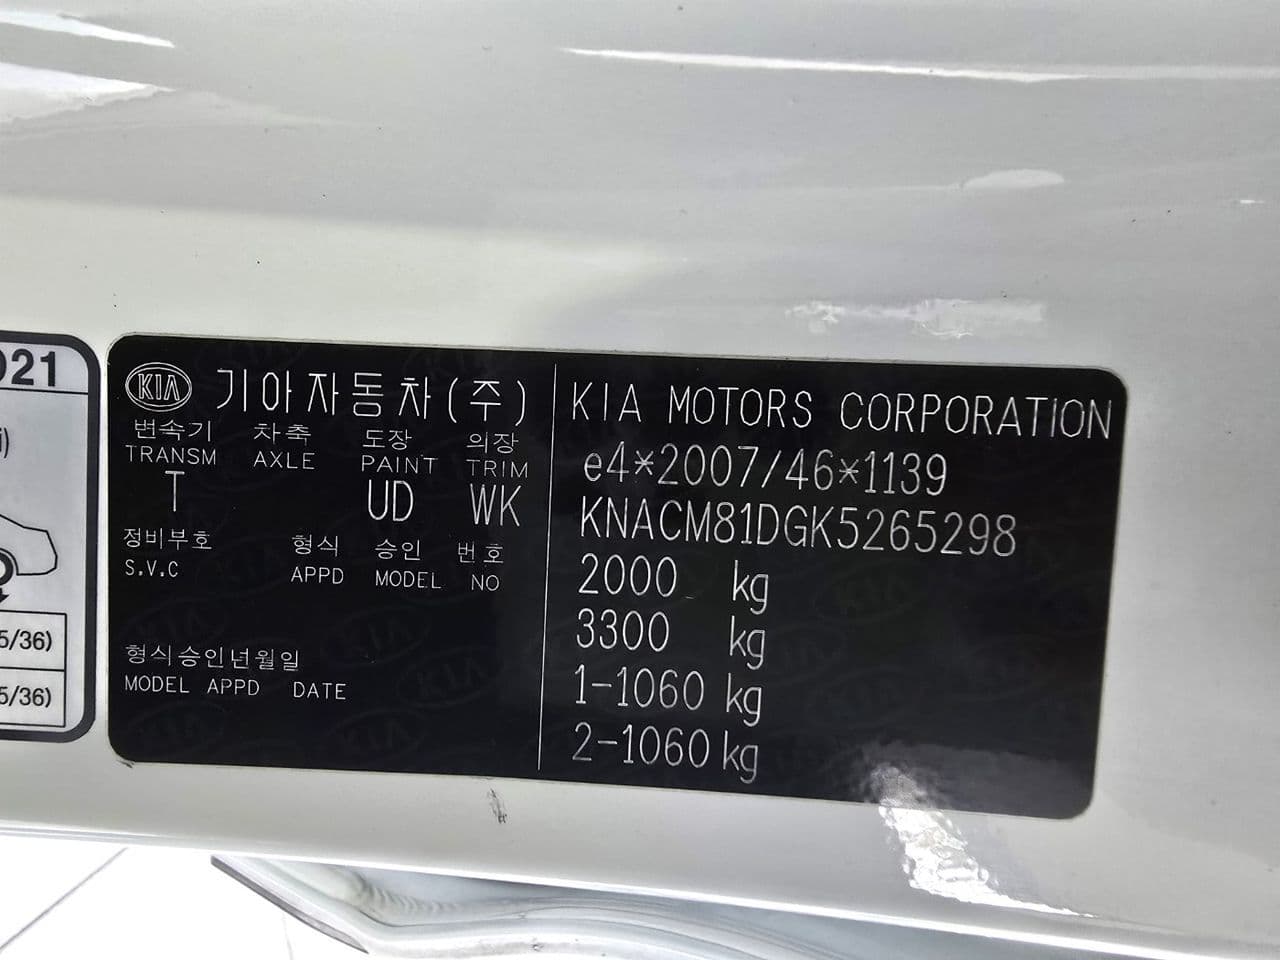 021
i)
5/36)
5/36)
KIA 기아자동차(주)
변속기 차축 도장 의장
TRANSM AXLE PAINT TRIM
T UD WK
정비부호 형식 승인 번호
S.V.C APPD MODEL NO
형식승인년월일
MODEL APPD DATE
KIA MOTORS CORPORATION
e4*2007/46*1139
KNACM81DGK5265298
2000 kg
3300 kg
1-1060 kg
2-1060 kg